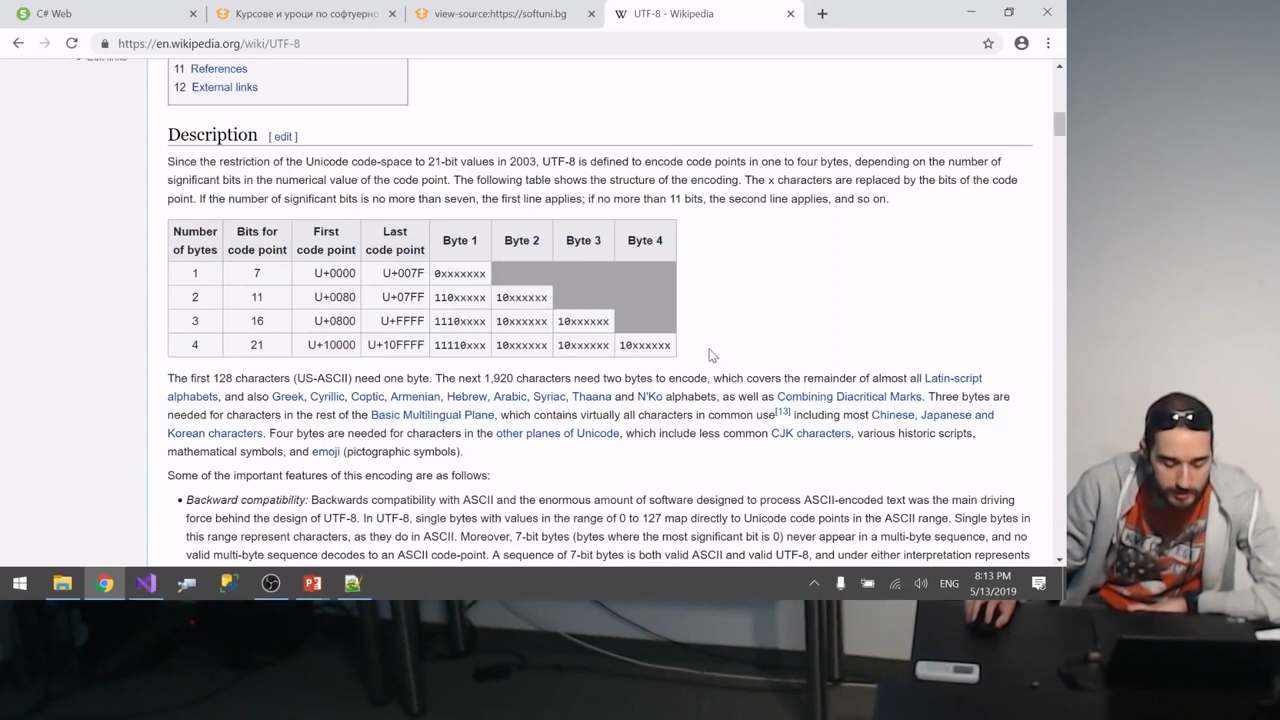 C# Web
Курсове и уроци по софтуерно
view-source:https://softuni.bg
W UTF-8 - Wikipedia
https://en.wikipedia.org/wiki/UTF-8
11 References
12 External links
Description [ edit ]
Since the restriction of the Unicode code-space to 21-bit values in 2003, UTF-8 is defined to encode code points in one to four bytes, depending on the number of
significant bits in the numerical value of the code point. The following table shows the structure of the encoding. The x characters are replaced by the bits of the code
point. If the number of significant bits is no more than seven, the first line applies; if no more than 11 bits, the second line applies, and so on.
Number of bytes Bits for code point First code point Last code point Byte 1 Byte 2 Byte 3 Byte 4
1 7 U+0000 U+007F 0xxxxxxx
2 11 U+0080 U+07FF 110xxxxx 10xxxxxx
3 16 U+0800 U+FFFF 1110xxxx 10xxxxxx 10xxxxxx
4 21 U+10000 U+10FFFF 11110xxx 10xxxxxx 10xxxxxx 10xxxxxx
The first 128 characters (US-ASCII) need one byte. The next 1,920 characters need two bytes to encode, which covers the remainder of almost all Latin-script
alphabets, and also Greek, Cyrillic, Coptic, Armenian, Hebrew, Arabic, Syriac, Thaana and N'Ko alphabets, as well as Combining Diacritical Marks. Three bytes are
needed for characters in the rest of the Basic Multilingual Plane, which contains virtually all characters in common use[13] including most Chinese, Japanese and
Korean characters. Four bytes are needed for characters in the other planes of Unicode, which include less common CJK characters, various historic scripts,
mathematical symbols, and emoji (pictographic symbols).
Some of the important features of this encoding are as follows:
• Backward compatibility: Backwards compatibility with ASCII and the enormous amount of software designed to process ASCII-encoded text was the main driving
force behind the design of UTF-8. In UTF-8, single bytes with values in the range of 0 to 127 map directly to Unicode code points in the ASCII range. Single bytes in
this range represent characters, as they do in ASCII. Moreover, 7-bit bytes (bytes where the most significant bit is 0) never appear in a multi-byte sequence, and no
valid multi-byte sequence decodes to an ASCII code-point. A sequence of 7-bit bytes is both valid ASCII and valid UTF-8, and under either interpretation represents
ENG
8:13 PM
5/13/2019